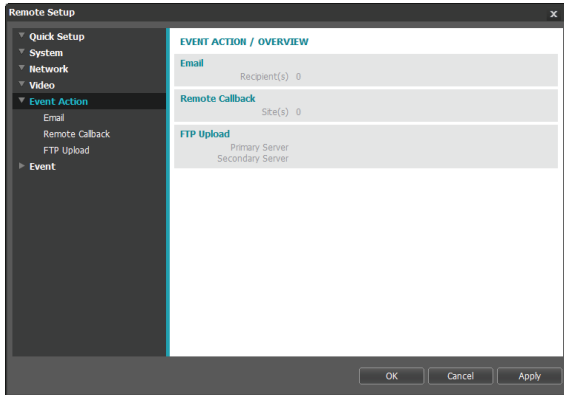 Remote Setup x
Quick Setup
System
Network
Video
Event Action
Email
Remote Callback
FTP Upload
Event
EVENT ACTION / OVERVIEW
Email
Recipient(s) 0
Remote Callback
Site(s) 0
FTP Upload
Primary Server
Secondary Server
OK Cancel Apply